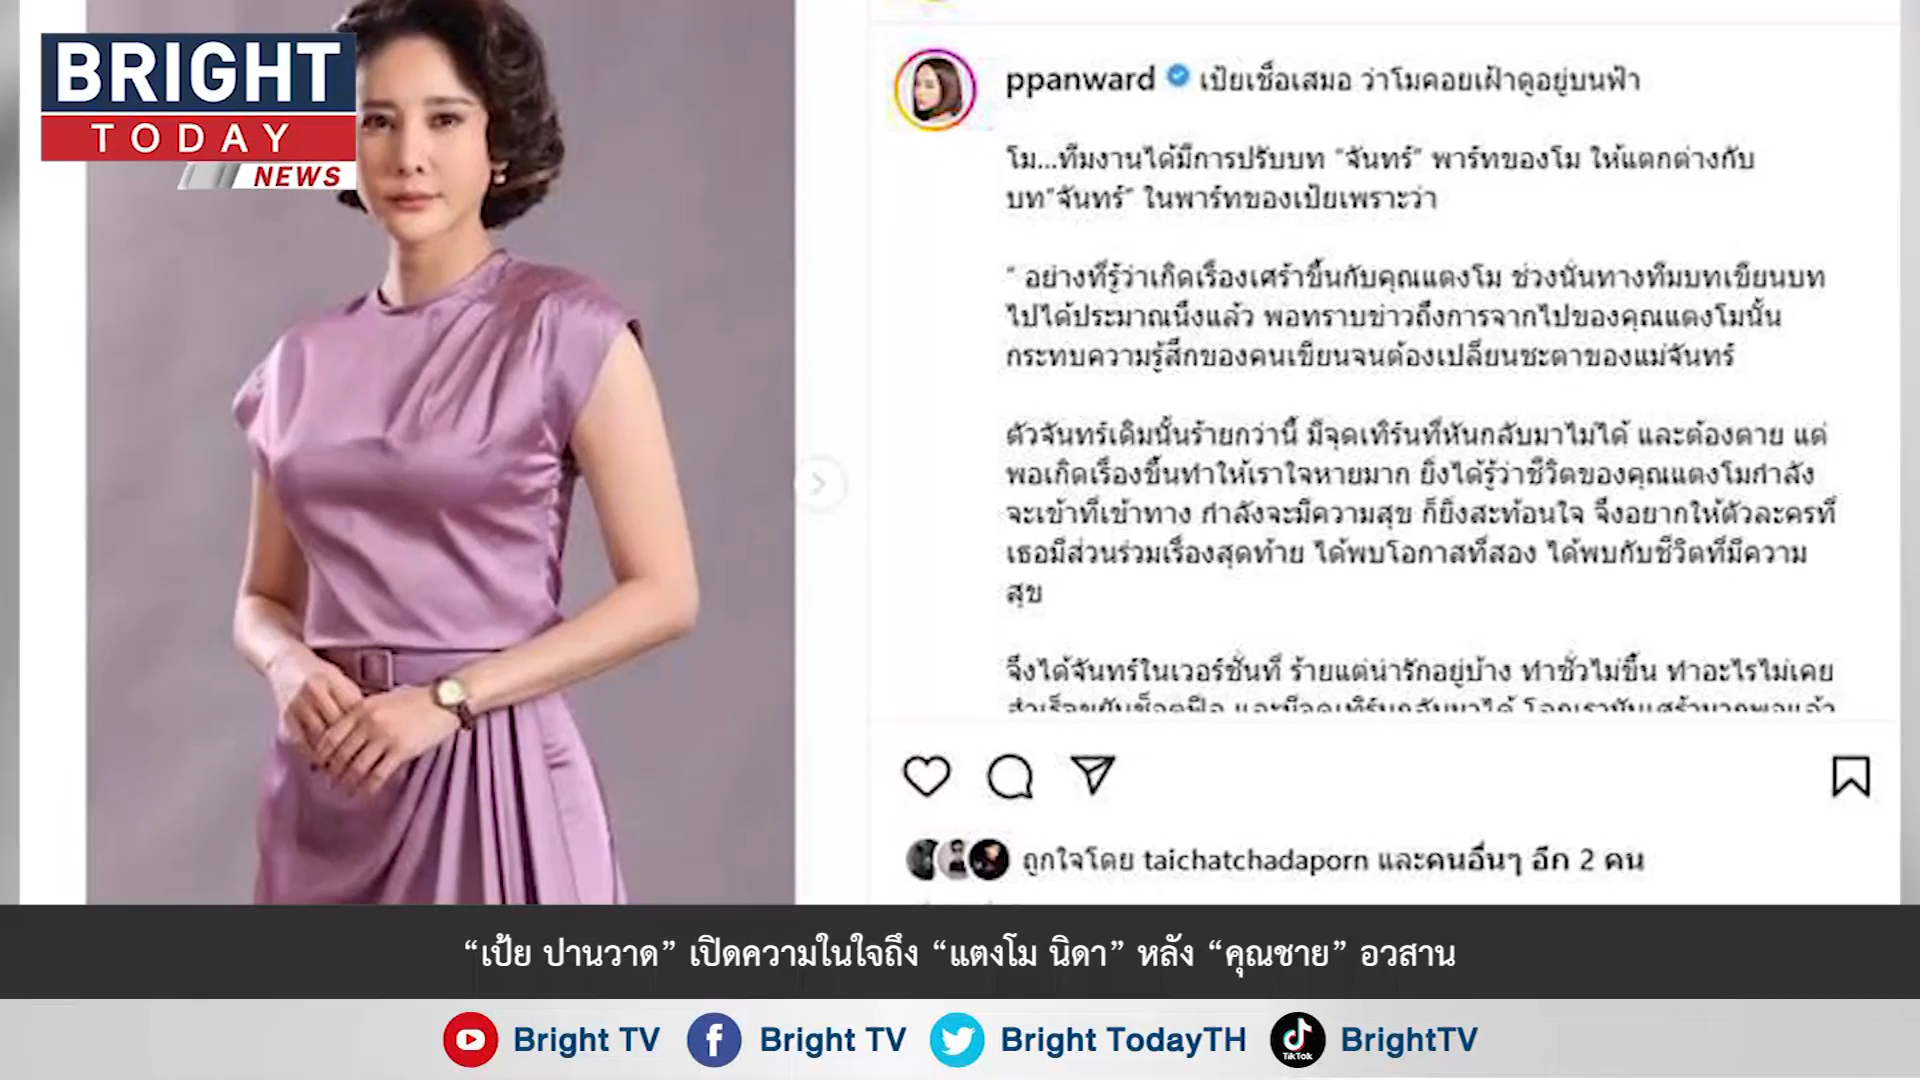 BRIGHT
TODAY
NEWS
ppanward เป้ยเชื่อเสมอ ว่าโมคอยเฝ้าดูอยู่บนฟ้า
โม...ทีมงานได้มีการปรับบท "จันทร์" พาร์ทของโม ให้แตกต่างกับ
บท"จันทร์" ในพาร์ทของเป้ยเพราะว่า
" อย่างที่รู้ว่าเกิดเรื่องเศร้าขึ้นกับคุณแตงโม ช่วงนั้นทางทีมบทเขียนบท
ไปได้ประมาณนึงแล้ว พอทราบข่าวถึงการจากไปของคุณแตงโมนั้น
กระทบความรู้สึกของคนเขียนจนต้องเปลี่ยนชะตาของแม่จันทร์
ตัวจันทร์เดิมนั้นร้ายกว่านี้ มีจุดเทิร์นที่หันกลับมาไม่ได้ และต้องตาย แต่
พอเกิดเรื่องขึ้นทำให้เราใจหายมาก ยิ่งได้รู้ว่าชีวิตของคุณแตงโมกำลัง
จะเข้าที่เข้าทาง กำลังจะมีความสุข ก็ยิ่งสะท้อนใจ จึงอยากให้ตัวละครที่
เธอมีส่วนร่วมเรื่องสุดท้าย ได้พบโอกาสที่สอง ได้พบกับชีวิตที่มีความ
สุข
จึงได้จันทร์ในเวอร์ชั่นที่ ร้ายแต่น่ารักอยู่บ้าง ทำชั่วไม่ขึ้น ทำอะไรไม่เคย
ถูกใจโดย taichatchadaporn และคนอื่นๆ อีก 2 คน
“เป้ย ปานวาด” เปิดความในใจถึง “แตงโม นิดา” หลัง “คุณชาย” อวสาน
Bright TV Bright TV Bright TodayTH TikTok BrightTV